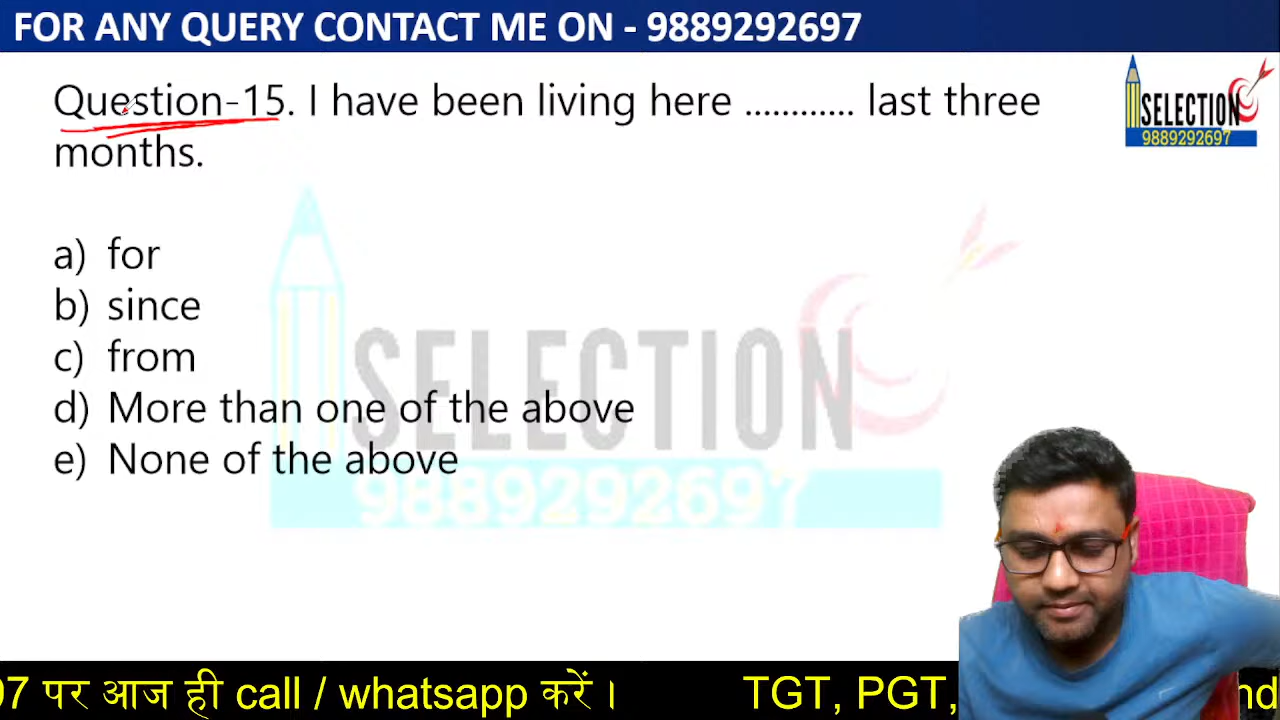 FOR ANY QUERY CONTACT ME ON - 9889292697
Question-15. I have been living here ............ last three
months.
SELECTION
9889292697
a) for
b) since
c) from
d) More than one of the above
e) None of the above
SELECTION
9889292697
07 पर आज ही call / whatsapp करें । TGT, PGT,